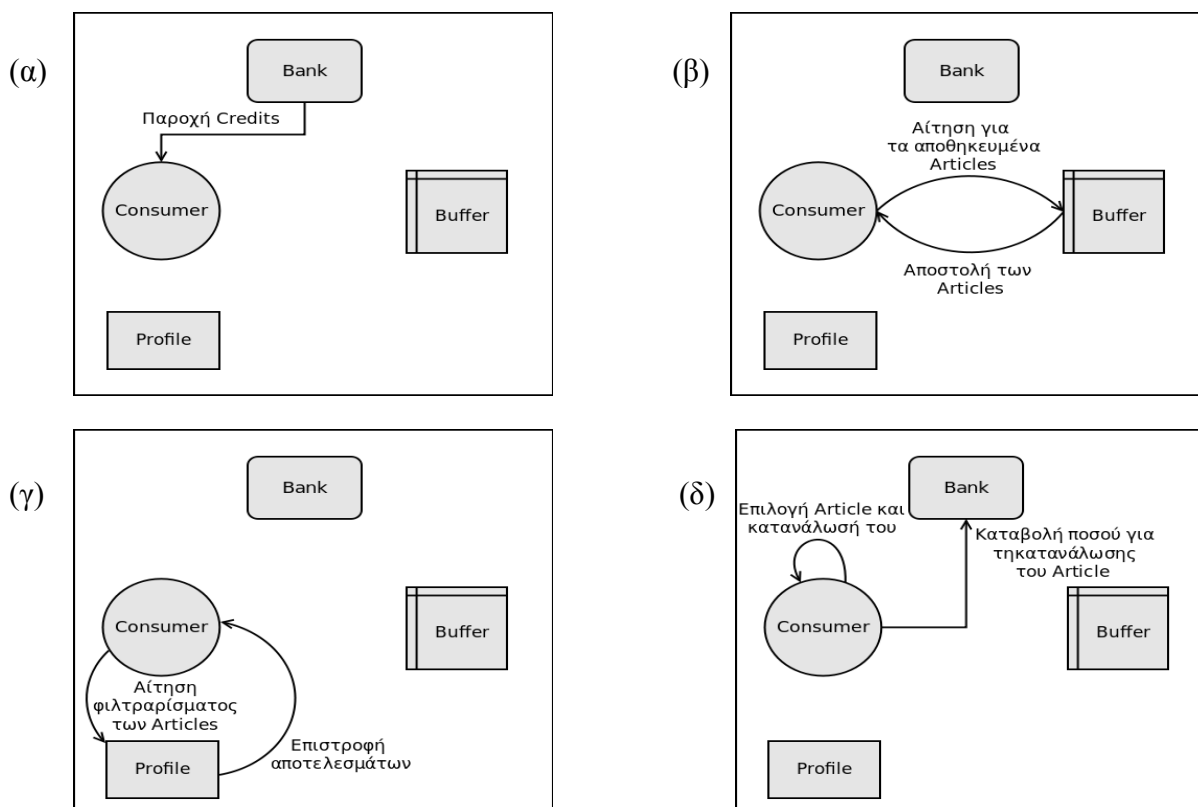 (α)
Bank
Παροχή Credits
Consumer
Buffer
Profile
(β)
Bank
Αίτηση για
τα αποθηκευμένα
Articles
Consumer
Buffer
Αποστολή των
Articles
Profile
(γ)
Bank
Consumer
Buffer
Αίτηση
φιλτραρίσματος
των Articles
Επιστροφή
αποτελεσμάτων
Profile
(δ)
Bank
Επιλογή Article και
κατανάλωσή του
Καταβολή ποσού για
τηκατανάλωσης
του Article
Consumer
Buffer
Profile